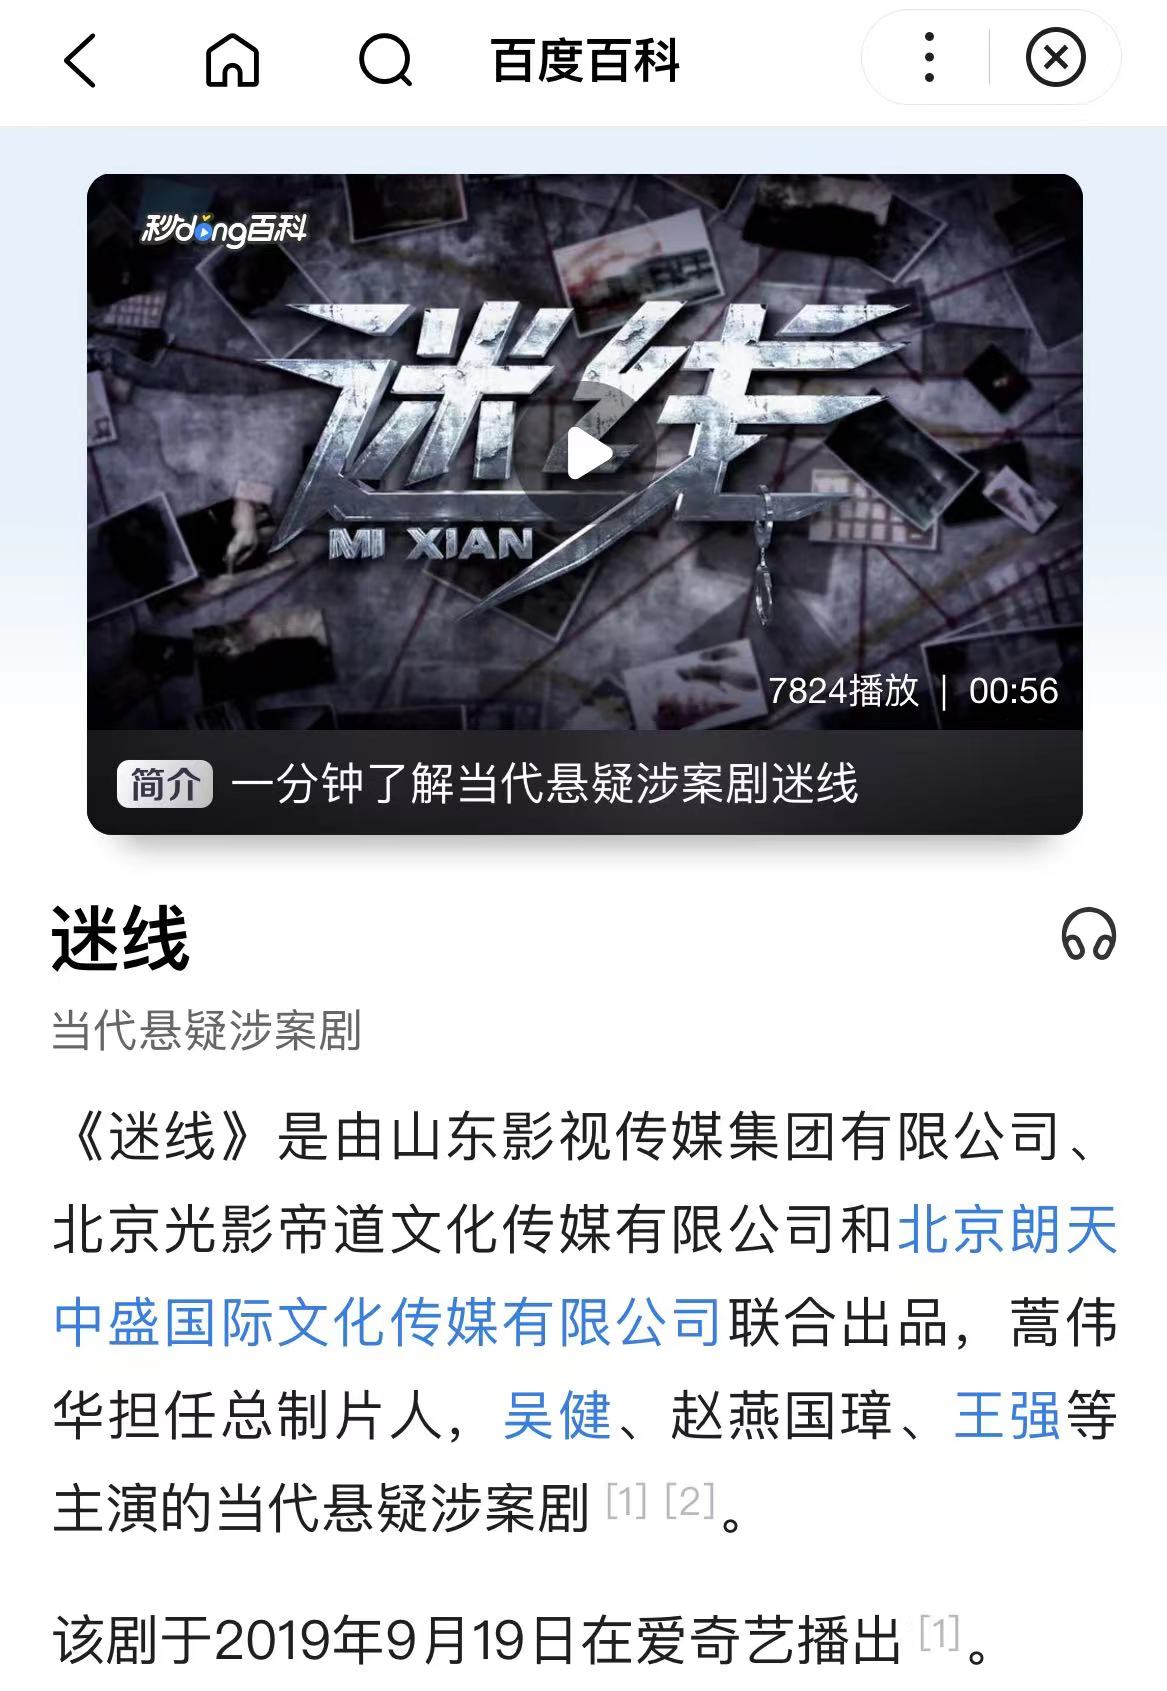 百度百科
秒dong百科
迷线
MI XIAN
7824播放 | 00:56
简介 一分钟了解当代悬疑涉案剧迷线
迷线
当代悬疑涉案剧
《迷线》是由山东影视传媒集团有限公司、
北京光影帝道文化传媒有限公司和北京朗天
中盛国际文化传媒有限公司联合出品，蒿伟
华担任总制片人，吴健、赵燕国璋、王强等
主演的当代悬疑涉案剧 [1] [2]。
该剧于2019年9月19日在爱奇艺播出 [1]。